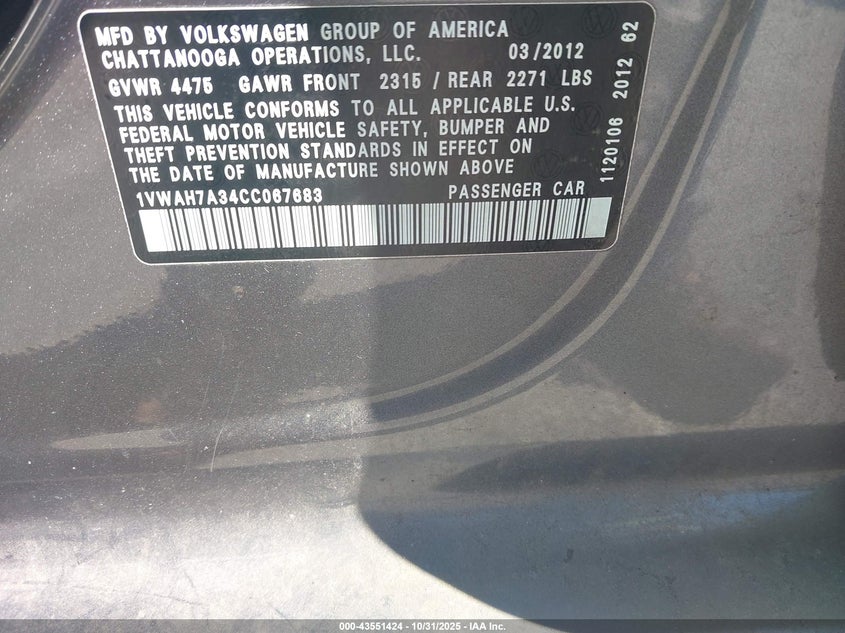 MFD BY VOLKSWAGEN GROUP OF AMERICA
CHATTANOOGA OPERATIONS, LLC. 03/2012
GVWR 4475 GAWR FRONT 2315 / REAR 2271 LBS
THIS VEHICLE CONFORMS TO ALL APPLICABLE U.S.
FEDERAL MOTOR VEHICLE SAFETY, BUMPER AND
THEFT PREVENTION STANDARDS IN EFFECT ON
THE DATE OF MANUFACTURE SHOWN ABOVE
1VWAH7A34CC067683 PASSENGER CAR
1120106 2012 62
000-43551424 - 10/31/2025 - IAA Inc.